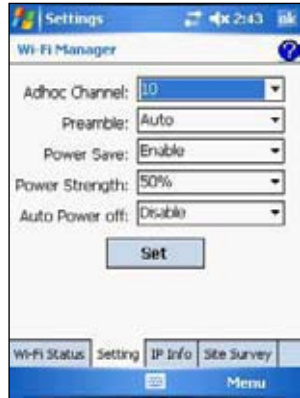 Settings 2:43 ok
Wi-Fi Manager
Adhoc Channel: 10
Preamble: Auto
Power Save: Enable
Power Strength: 50%
Auto Power off: Disable
Set
Wi-Fi Status Setting IP Info Site Survey
Menu